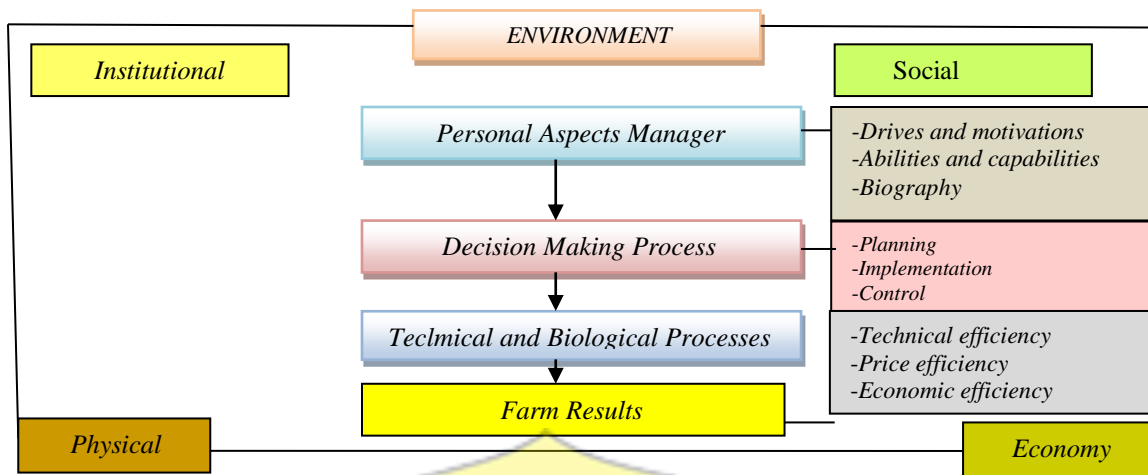 ENVIRONMENT
Institutional
Social
Personal Aspects Manager
-Drives and motivations
-Abilities and capabilities
-Biography
Decision Making Process
-Planning
-Implementation
-Control
Teclmical and Biological Processes
-Technical efficiency
-Price efficiency
-Economic efficiency
Farm Results
Physical
Economy